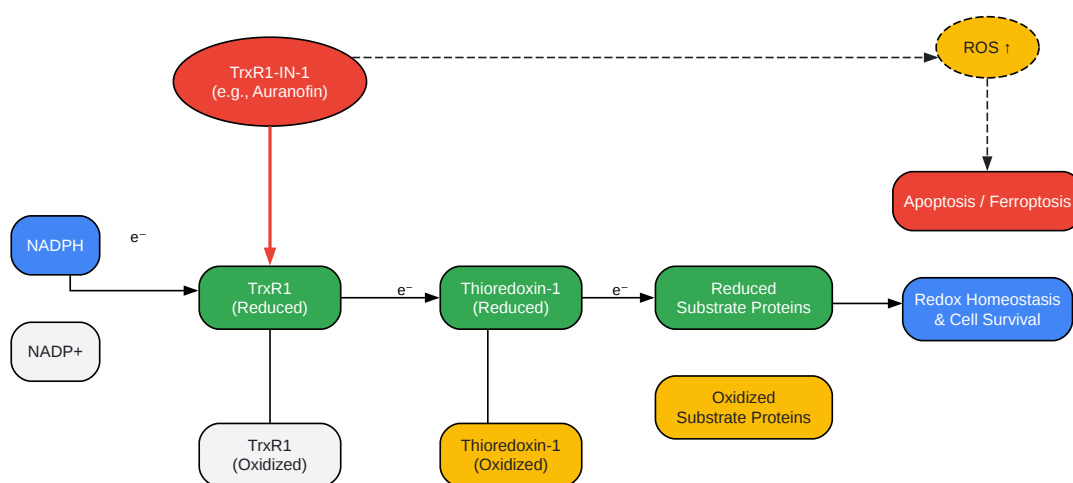 ROS ↑
TrxR1-IN-1
(e.g., Auranofin)
Apoptosis / Ferroptosis
NADPH
e⁻
TrxR1
(Reduced)
e⁻
Thioredoxin-1
(Reduced)
e⁻
Reduced
Substrate Proteins
Redox Homeostasis
& Cell Survival
NADP+
Oxidized
Substrate Proteins
TrxR1
(Oxidized)
Thioredoxin-1
(Oxidized)